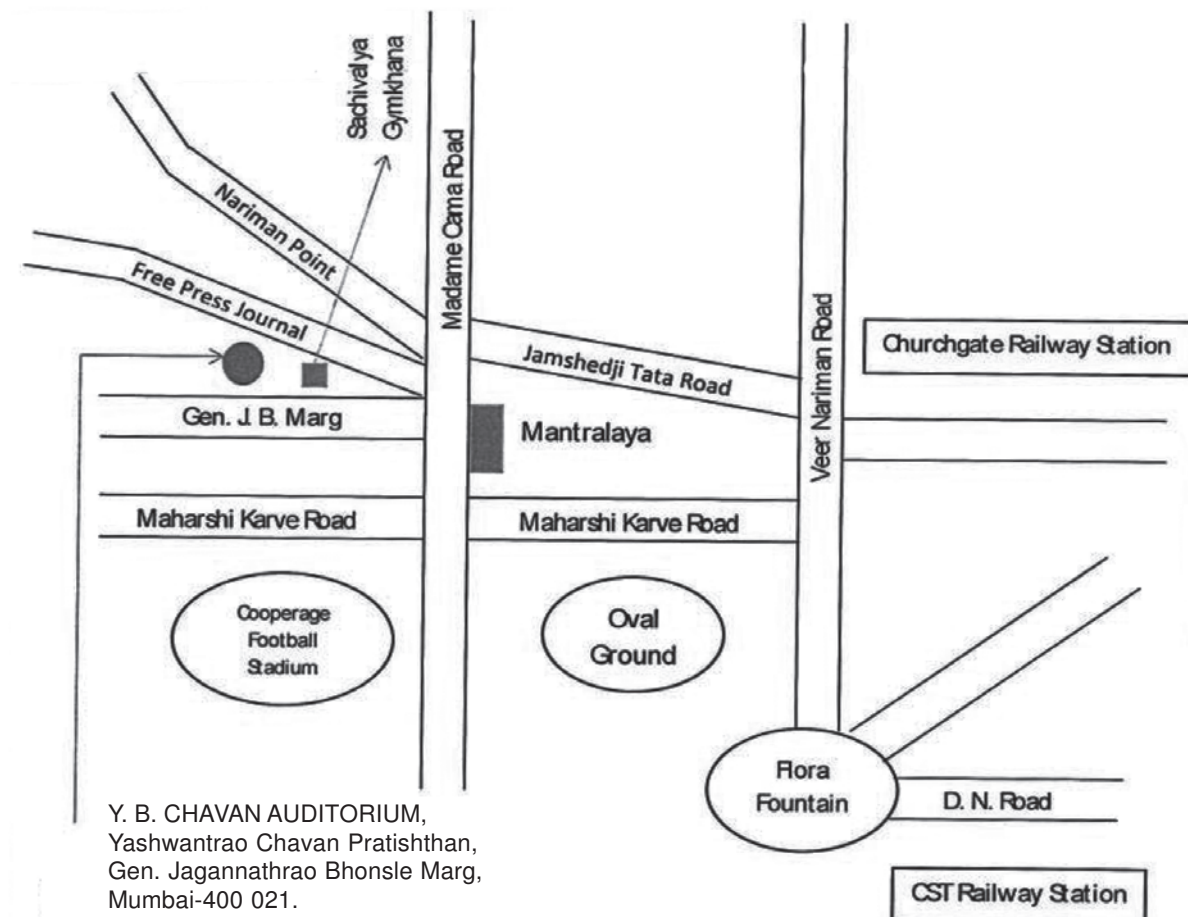 Sachivalya
Gymkhana
Madame Cama Road
Nariman Point
Free Press Journal
Jamshedji Tata Road
Veer Nariman Road
Churchgate Railway Station
Gen. J. B. Marg
Mantralaya
Maharshi Karve Road
Maharshi Karve Road
Cooperage
Football
Stadium
Oval
Ground
Flora
Fountain
D. N. Road
CST Railway Station
Y. B. CHAVAN AUDITORIUM,
Yashwantrao Chavan Pratishthan,
Gen. Jagannathrao Bhonsle Marg,
Mumbai-400 021.